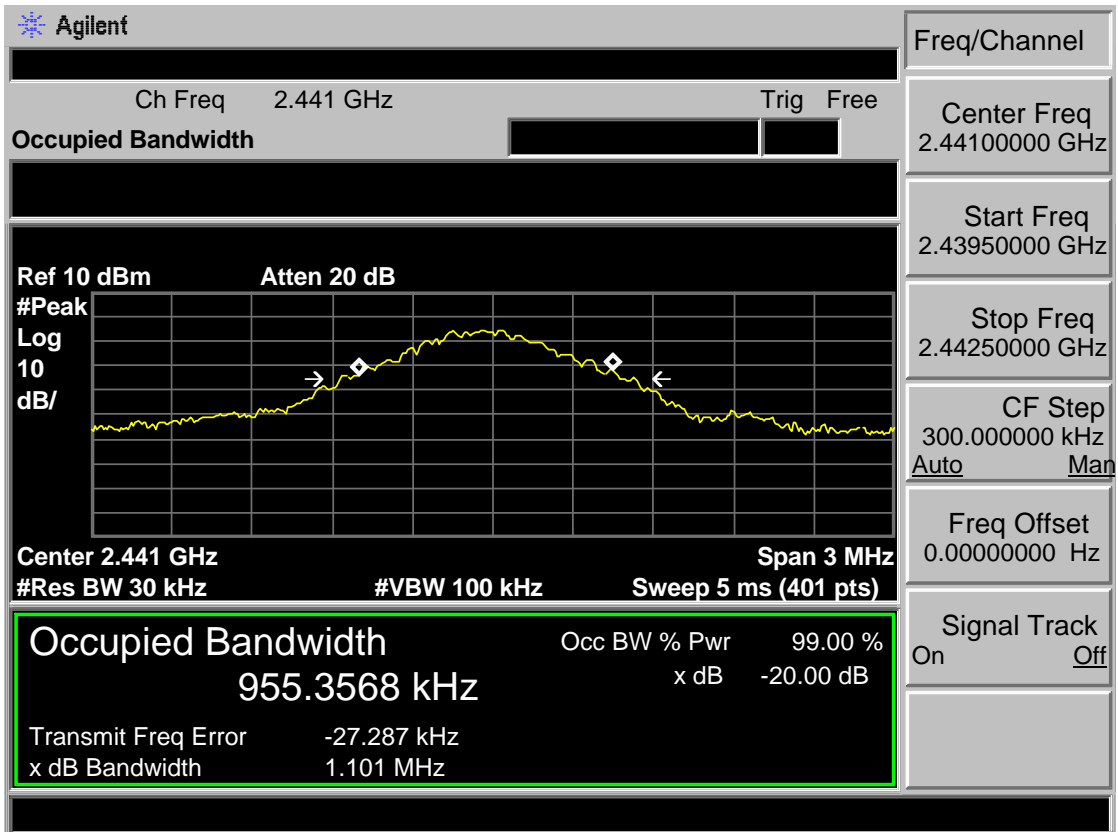 Agilent
Freq/Channel
Ch Freq 2.441 GHz Trig Free
Occupied Bandwidth
Center Freq
2.44100000 GHz
Start Freq
2.43950000 GHz
Stop Freq
2.44250000 GHz
CF Step
300.000000 kHz
Auto Man
Freq Offset
0.00000000 Hz
Signal Track
On Off
Ref 10 dBm Atten 20 dB
#Peak
Log
10
dB/
Center 2.441 GHz Span 3 MHz
#Res BW 30 kHz #VBW 100 kHz Sweep 5 ms (401 pts)
Occupied Bandwidth Occ BW % Pwr 99.00 %
955.3568 kHz x dB -20.00 dB
Transmit Freq Error -27.287 kHz
x dB Bandwidth 1.101 MHz